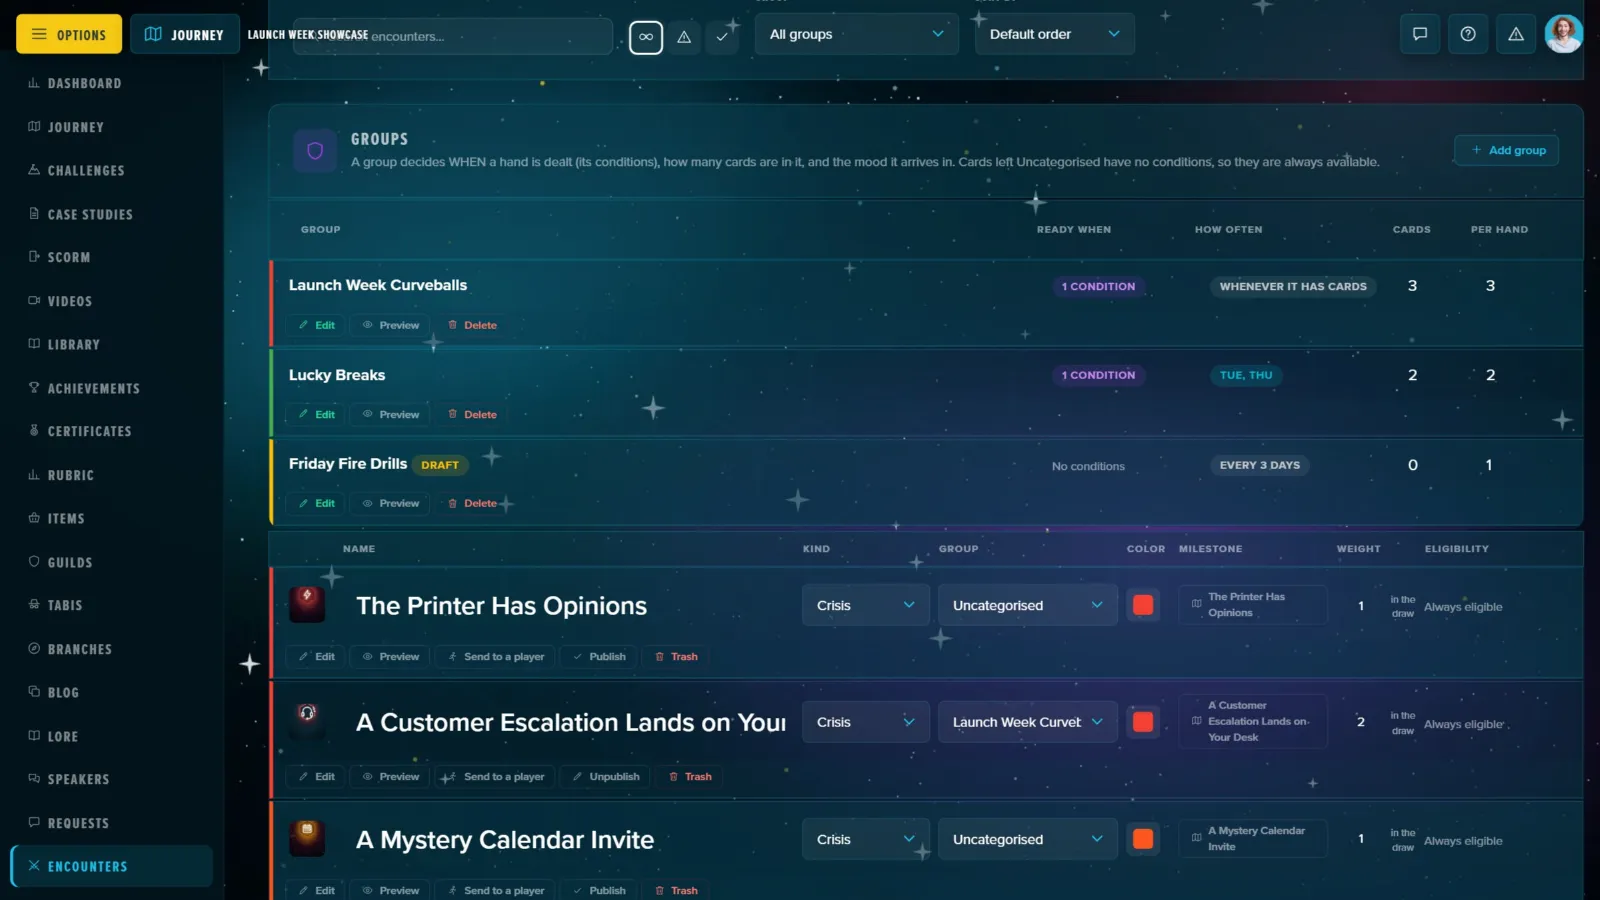 OPTIONS
JOURNEY
LAUNCH WEEK SHOWCASE
encounters...
All groups
Default order
DASHBOARD
JOURNEY
CHALLENGES
CASE STUDIES
SCORM
VIDEOS
LIBRARY
ACHIEVEMENTS
CERTIFICATES
RUBRIC
ITEMS
GUILDS
TABIS
BRANCHES
BLOG
LORE
SPEAKERS
REQUESTS
ENCOUNTERS
GROUPS
A group decides WHEN a hand is dealt (its conditions), how many cards are in it, and the mood it arrives in. Cards left Uncategorised have no conditions, so they are always available.
+ Add group
GROUP READY WHEN HOW OFTEN CARDS PER HAND
Launch Week Curveballs 1 CONDITION WHENEVER IT HAS CARDS 3 3
Edit Preview Delete
Lucky Breaks 1 CONDITION TUE, THU 2 2
Edit Preview Delete
Friday Fire Drills DRAFT No conditions EVERY 3 DAYS 0 1
Edit Preview Delete
NAME KIND GROUP COLOR MILESTONE WEIGHT ELIGIBILITY
The Printer Has Opinions Crisis Uncategorised The Printer Has Opinions 1 in the draw Always eligible
Edit Preview Send to a player Publish Trash
A Customer Escalation Lands on Your Crisis Launch Week Curvet A Customer Escalation Lands on Your Desk 2 in the draw Always eligible
Edit Preview Send to a player Unpublish Trash
A Mystery Calendar Invite Crisis Uncategorised A Mystery Calendar Invite 1 in the draw Always eligible
Edit Preview Send to a player Publish Trash